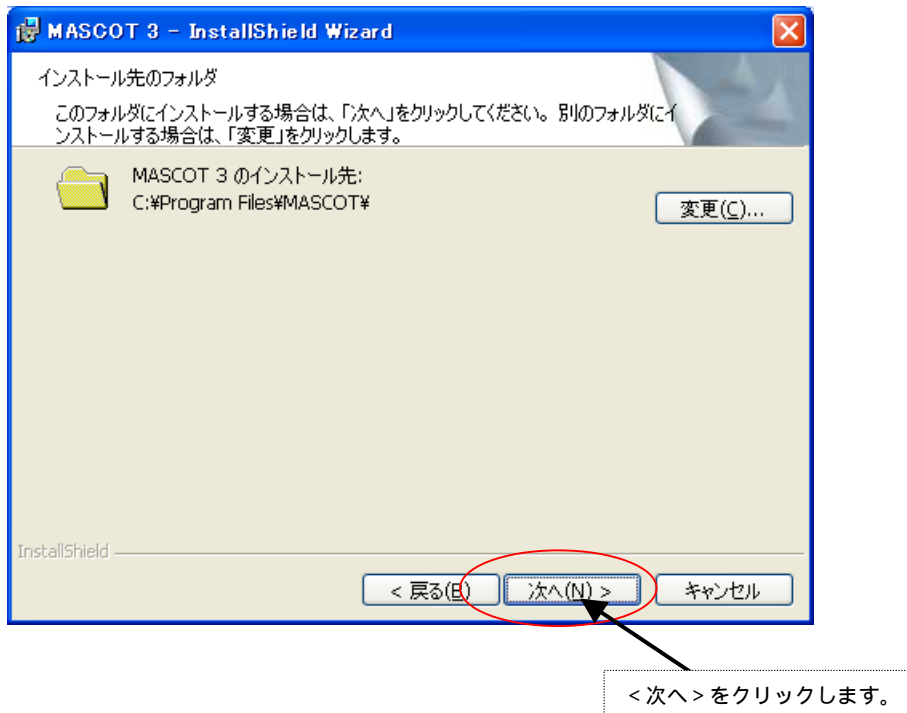 MASCOT 3 - InstallShield Wizard
インストール先のフォルダ
このフォルダにインストールする場合は、「次へ」をクリックしてください。別のフォルダにイ
ンストールする場合は、「変更」をクリックします。
MASCOT 3 のインストール先:
C:¥Program Files¥MASCOT¥
変更(C)...
InstallShield
< 戻る(B)
次へ(N) >
キャンセル
<次へ>をクリックします。